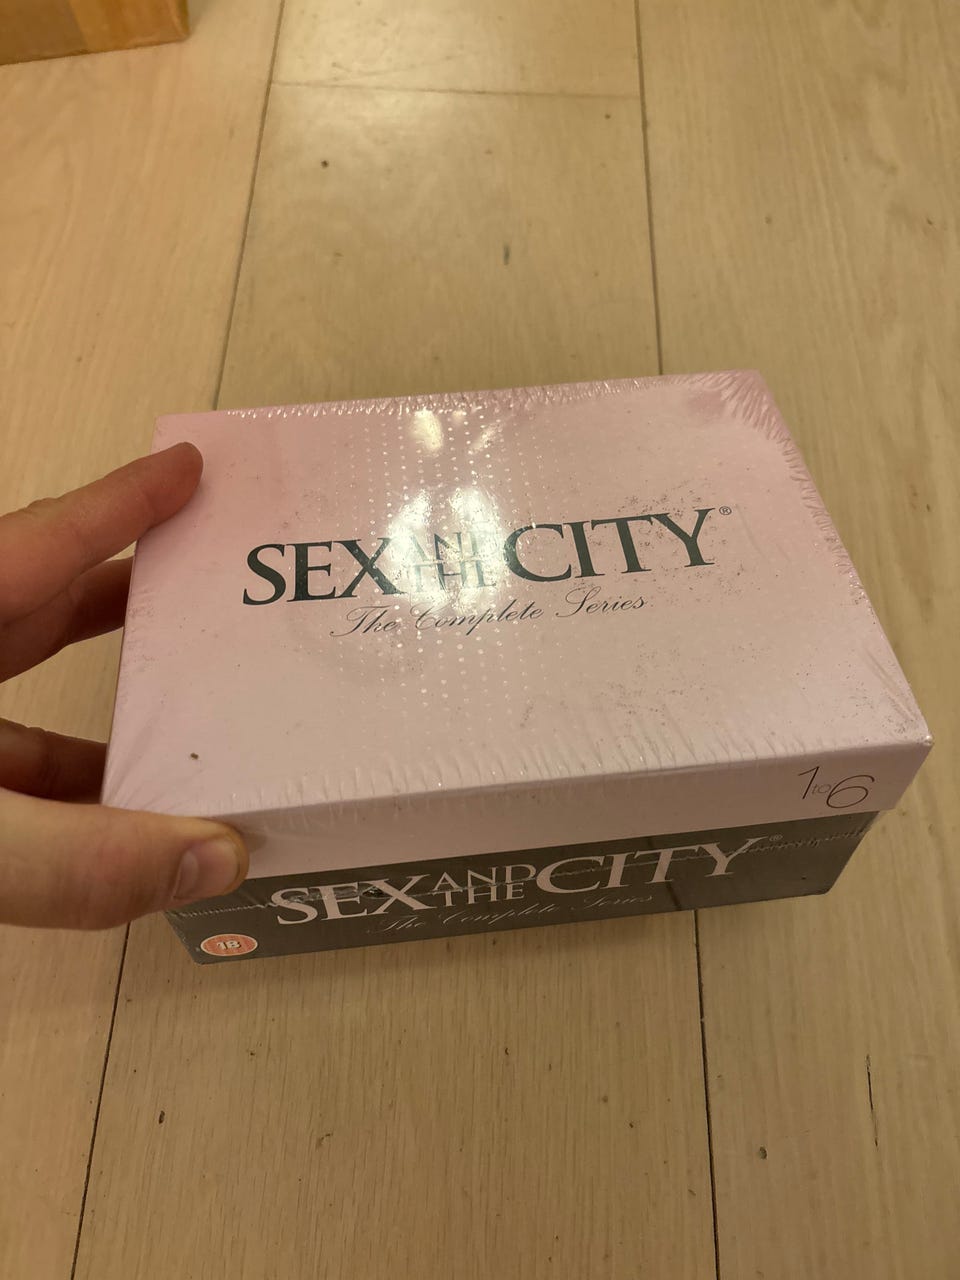 SEX AND THE CITY®
The Complete Series
1 to 6
SEX AND THE CITY®
The Complete Series
18